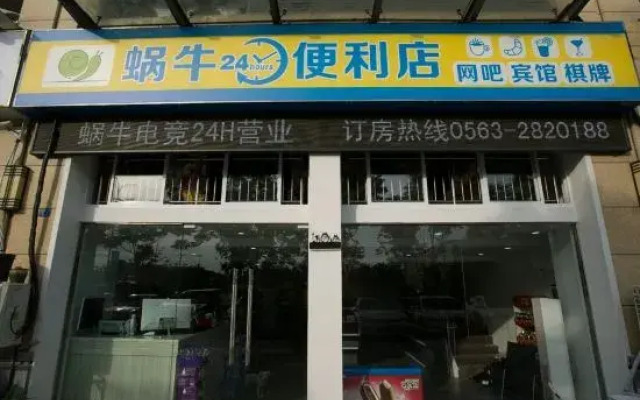 蜗牛24hours便利店
网吧 宾馆 棋牌
蜗牛电竞24H营业 订房热线0563-2820188